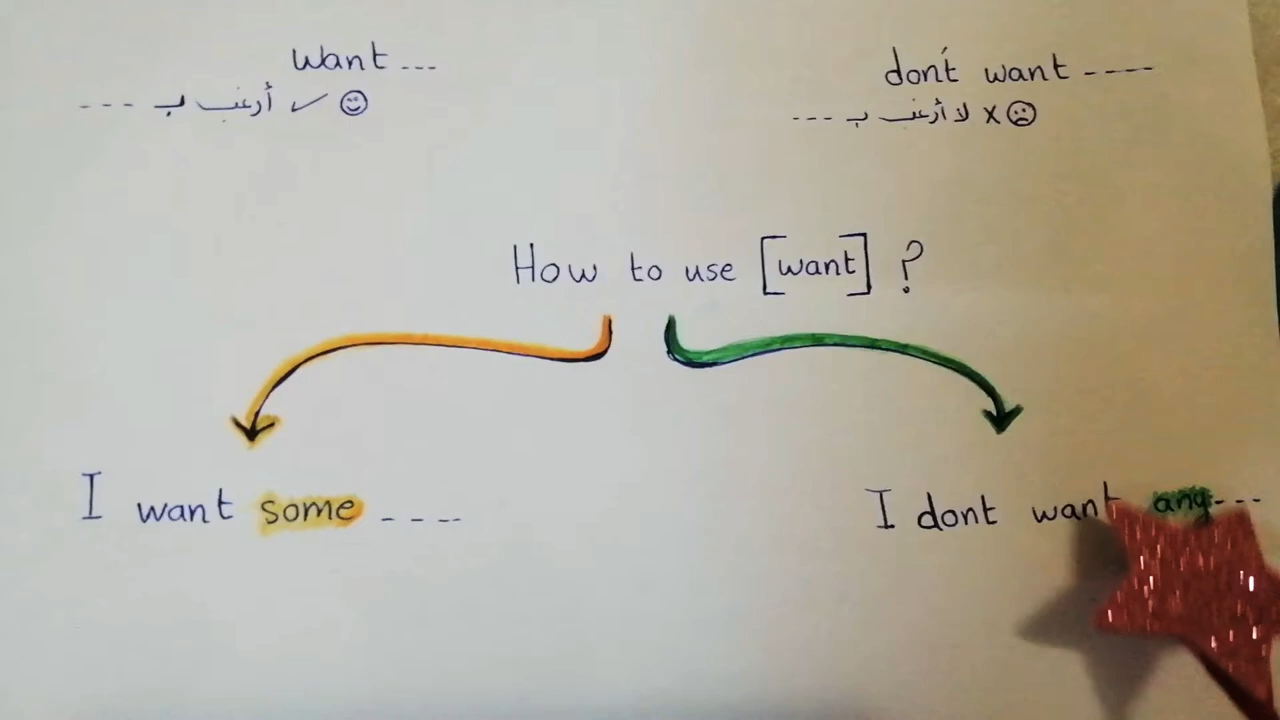 want ---
أرغب ب ---
don't want ----
لا أرغب ب ---
How to use [want] ?
I want some ----
I dont want any---